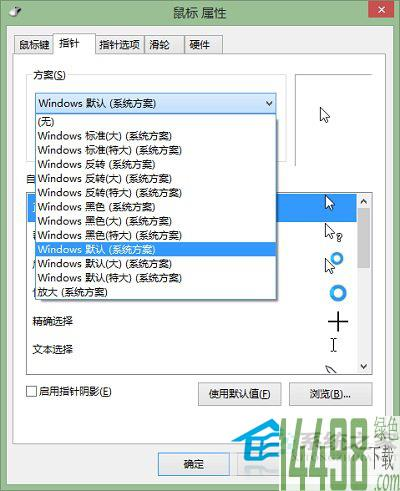 鼠标 属性
鼠标键 指针 指针选项 滑轮 硬件
方案(S)
Windows 默认 (系统方案)
(无)
Windows 标准(大) (系统方案)
Windows 标准(特大) (系统方案)
Windows 反转 (系统方案)
Windows 反转(大) (系统方案)
Windows 反转(特大) (系统方案)
Windows 黑色 (系统方案)
Windows 黑色(大) (系统方案)
Windows 黑色(特大) (系统方案)
Windows 默认 (系统方案)
Windows 默认(大) (系统方案)
Windows 默认(特大) (系统方案)
放大 (系统方案)
精确选择
文本选择
启用指针阴影(E)
使用默认值(F)
浏览(B)...
确定
系统之家
14498
绿色
下载
.com